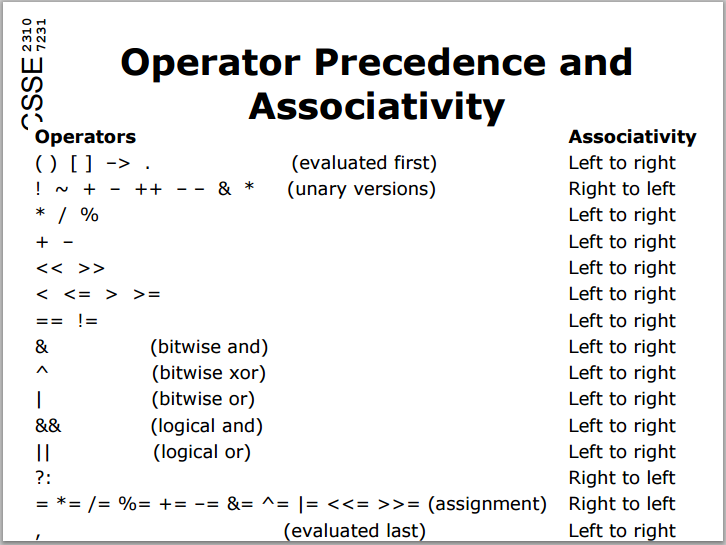 CSSE 2310
7231
Operator Precedence and
Associativity
Operators Associativity
( ) [ ] -> . (evaluated first) Left to right
! ~ + - ++ - - & * (unary versions) Right to left
* / % Left to right
+ - Left to right
<< >> Left to right
< <= > >= Left to right
== != Left to right
& (bitwise and) Left to right
^ (bitwise xor) Left to right
| (bitwise or) Left to right
&& (logical and) Left to right
|| (logical or) Left to right
?: Right to left
= *= /= %= += -= &= ^= |= <<= >>= (assignment) Right to left
, (evaluated last) Left to right